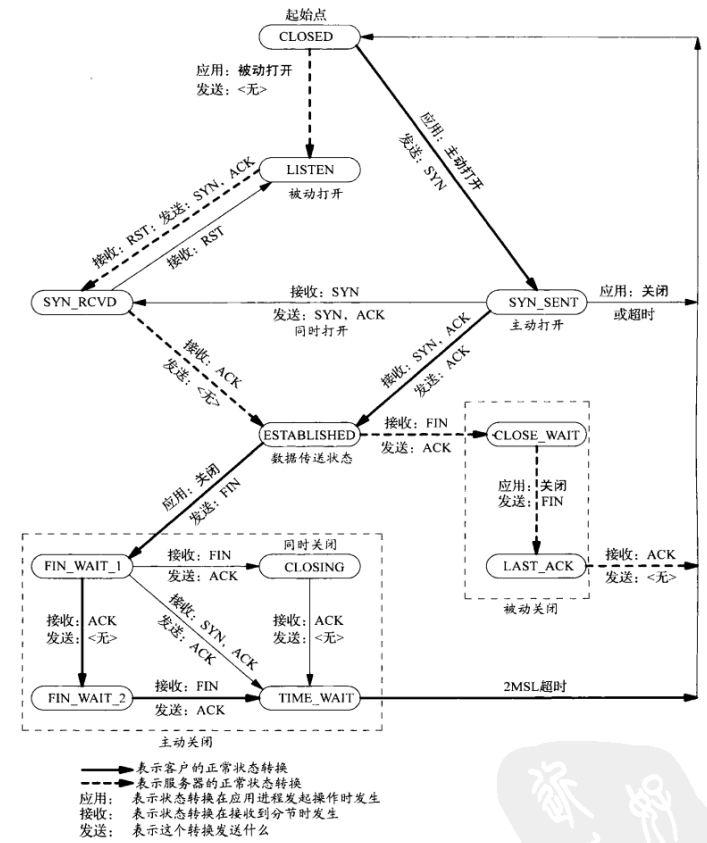 起始点
CLOSED
应用：被动打开
发送：<无>
应用：主动打开
发送：SYN
LISTEN
被动打开
接收：RST；发送：SYN，ACK
接收：RST
SYN_RCVD
接收：SYN
发送：SYN，ACK
同时打开
SYN_SENT
主动打开
应用：关闭
或超时
接收：ACK
发送：<无>
接收：SYN，ACK
发送：ACK
ESTABLISHED
数据传送状态
接收：FIN
发送：ACK
CLOSE_WAIT
应用：关闭
发送：FIN
应用：关闭
发送：FIN
LAST_ACK
接收：ACK
发送：<无>
被动关闭
同时关闭
FIN_WAIT_1
接收：FIN
发送：ACK
CLOSING
接收：ACK
发送：<无>
接收：SYN，ACK
发送：ACK
接收：ACK
发送：<无>
FIN_WAIT_2
接收：FIN
发送：ACK
TIME_WAIT
2MSL超时
主动关闭
表示客户的正常状态转换
表示服务器的正常状态转换
应用： 表示状态转换在应用进程发起操作时发生
接收： 表示状态转换在接收到分节时发生
发送： 表示这个转换发送什么